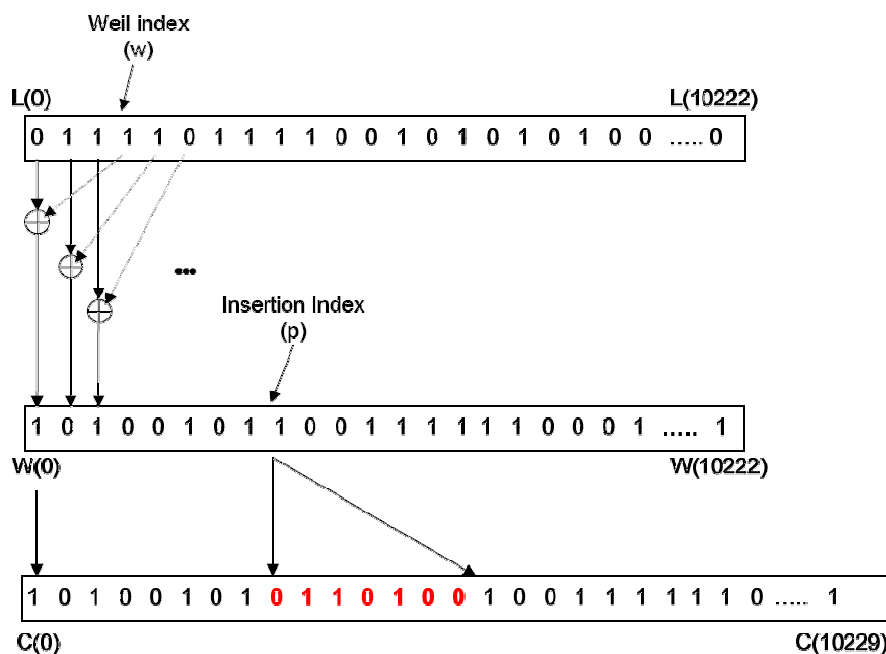 Weil index
(w)
L(0) L(10222)
0 1 1 1 1 0 1 1 1 1 0 0 1 0 1 0 1 0 1 0 0 ..... 0
...
Insertion Index
(p)
1 0 1 0 0 1 0 1 1 0 0 1 1 1 1 1 0 0 0 1 ..... 1
W(0) W(10222)
1 0 1 0 0 1 0 1 0 1 1 0 1 0 0 1 0 0 1 1 1 1 1 0 ..... 1
C(0) C(10229)